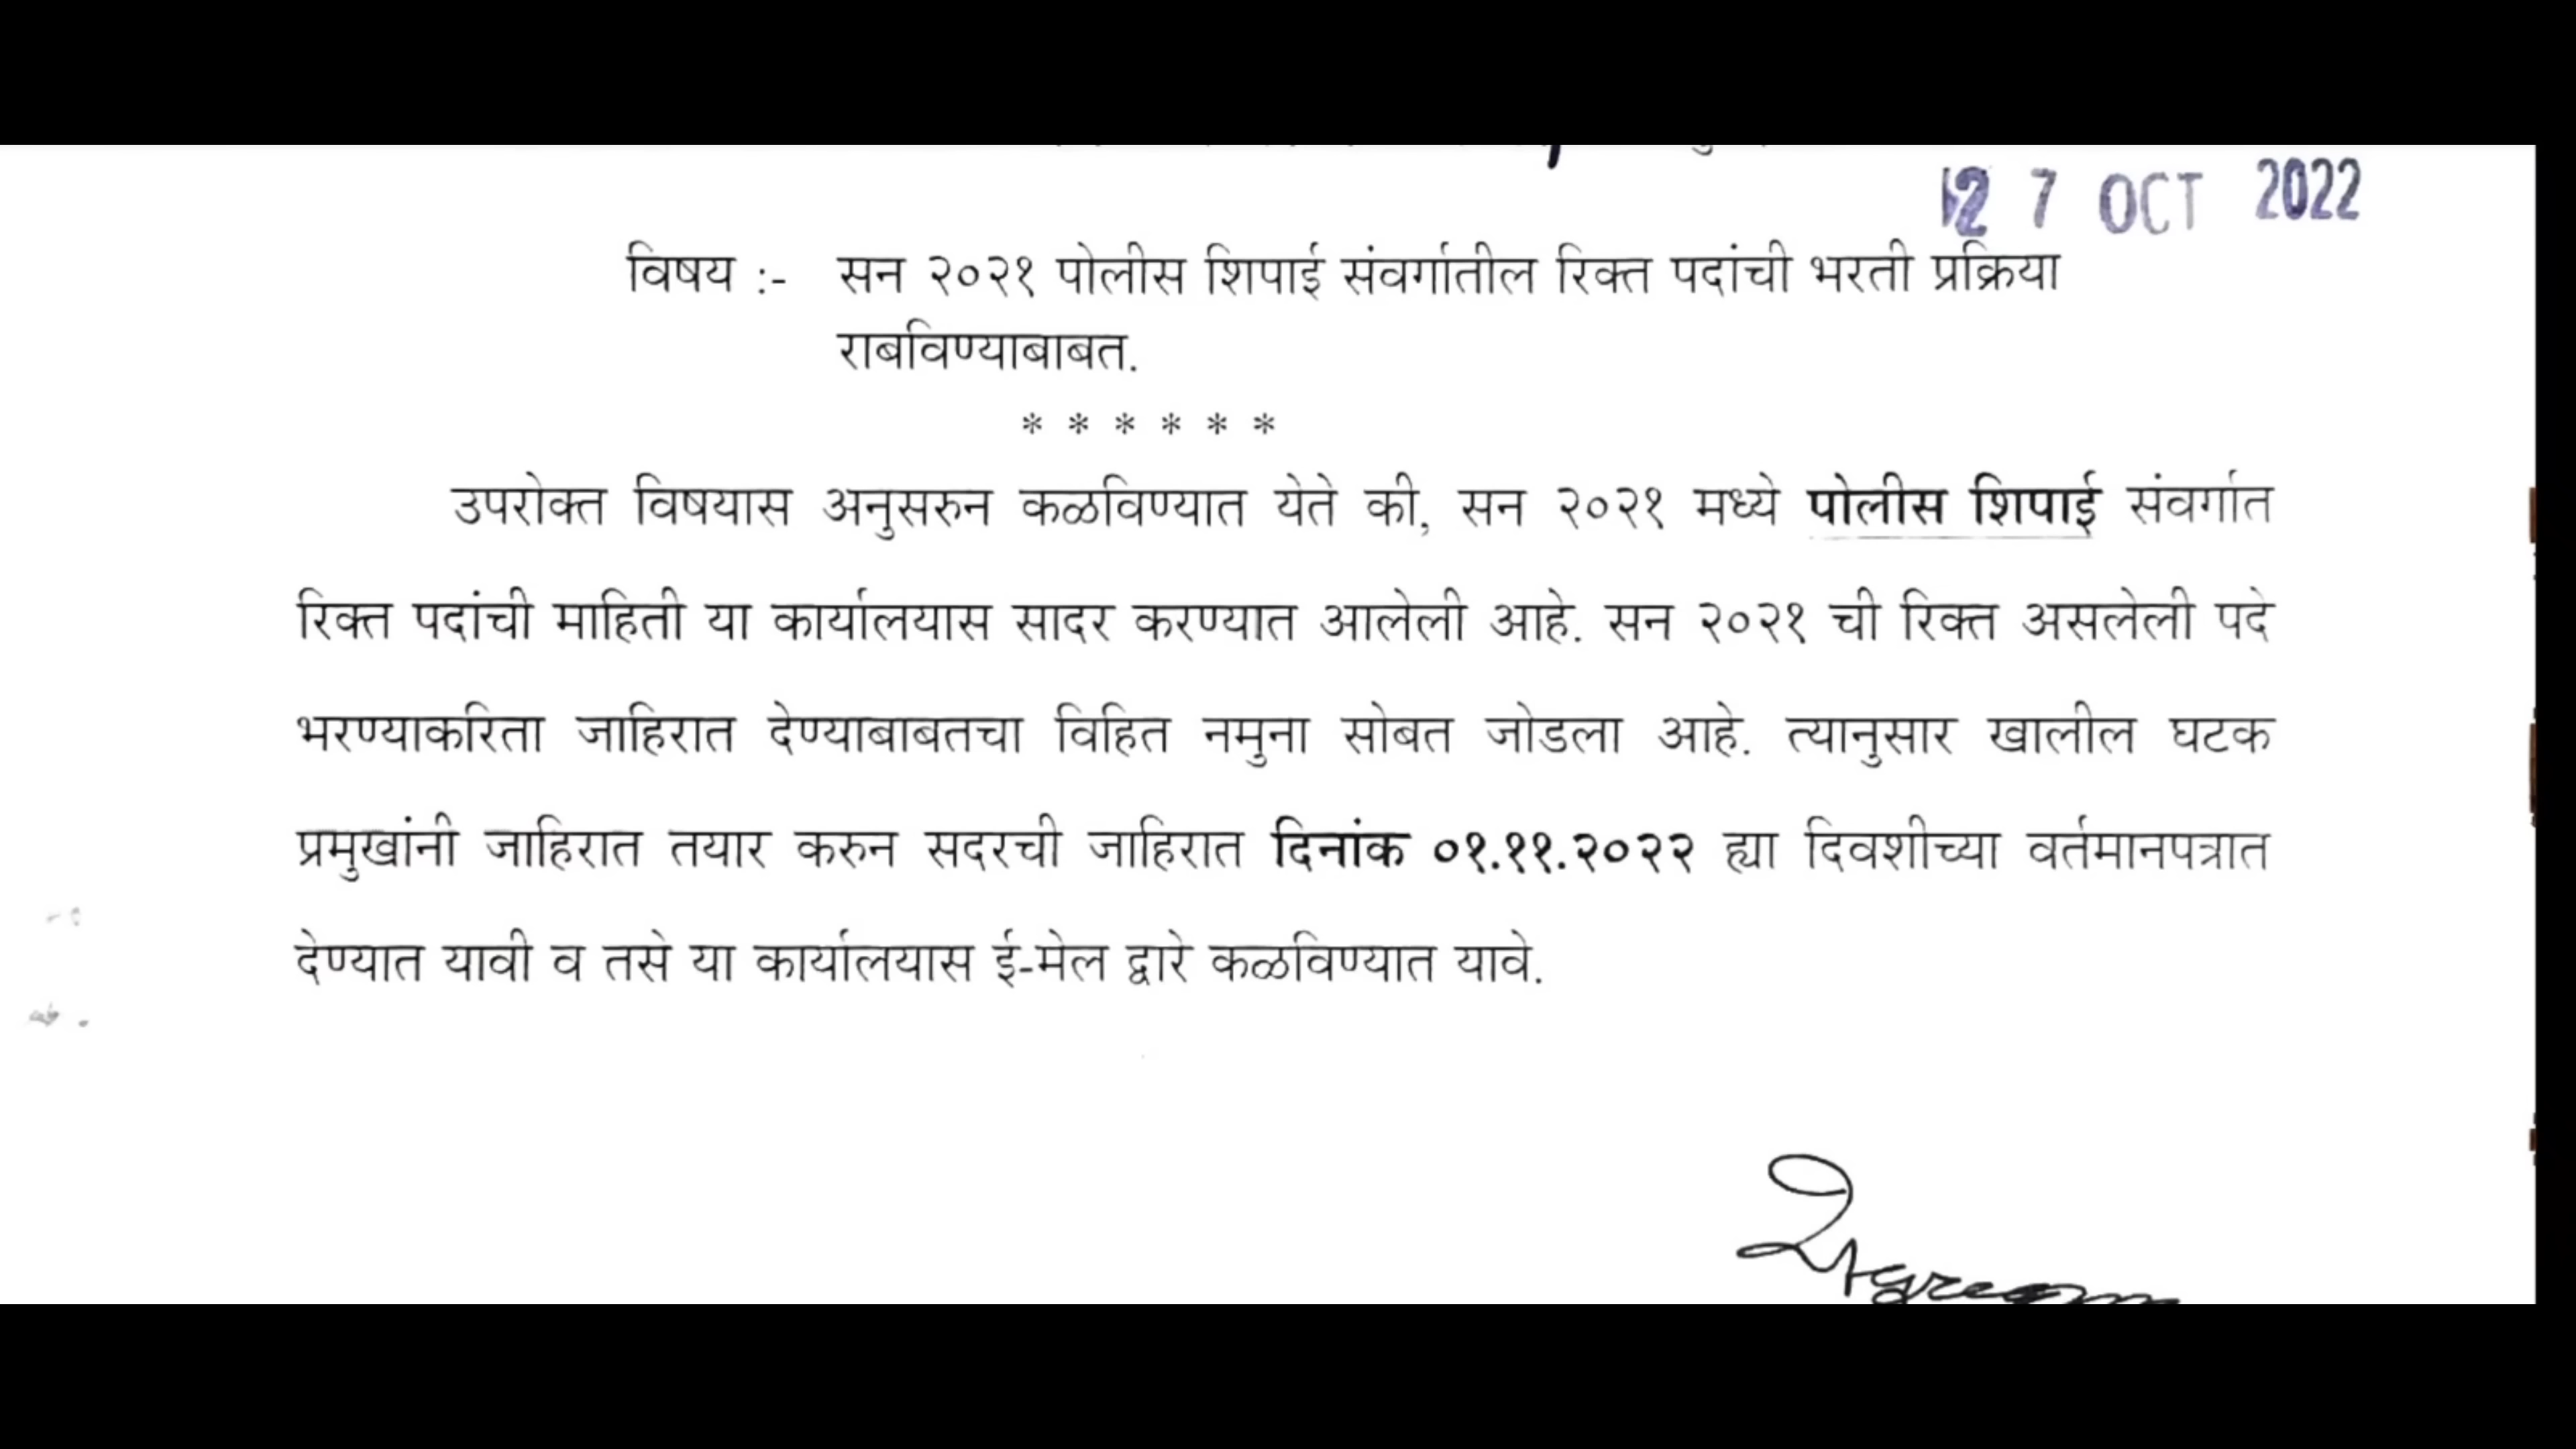 27 OCT 2022
विषय :- सन २०२१ पोलीस शिपाई संवर्गातील रिक्त पदांची भरती प्रक्रिया
राबविण्याबाबत.
* * * * * *
उपरोक्त विषयास अनुसरुन कळविण्यात येते की, सन २०२१ मध्ये पोलीस शिपाई संवर्गात
रिक्त पदांची माहिती या कार्यालयास सादर करण्यात आलेली आहे. सन २०२१ ची रिक्त असलेली पदे
भरण्याकरिता जाहिरात देण्याबाबतचा विहित नमुना सोबत जोडला आहे. त्यानुसार खालील घटक
प्रमुखांनी जाहिरात तयार करुन सदरची जाहिरात दिनांक ०१.११.२०२२ ह्या दिवशीच्या वर्तमानपत्रात
देण्यात यावी व तसे या कार्यालयास ई-मेल द्वारे कळविण्यात यावे.